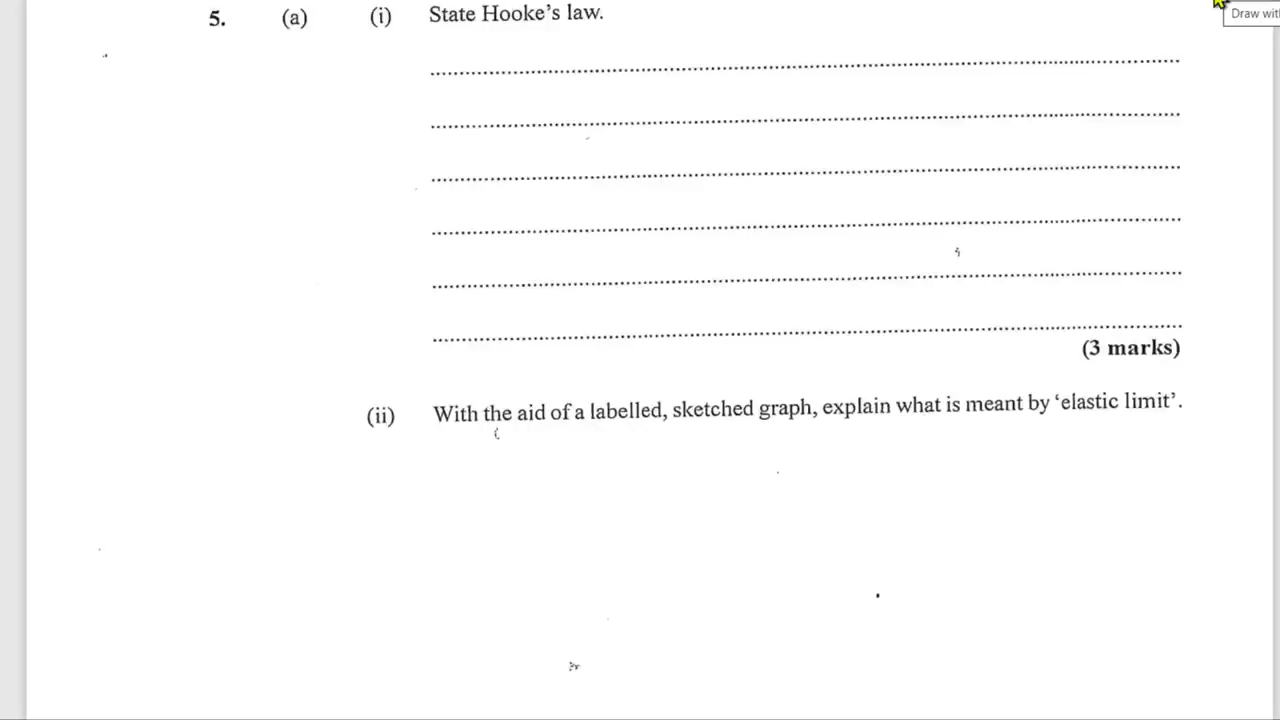 5. (a) (i) State Hooke's law.
(3 marks)
(ii) With the aid of a labelled, sketched graph, explain what is meant by 'elastic limit'.
Draw with